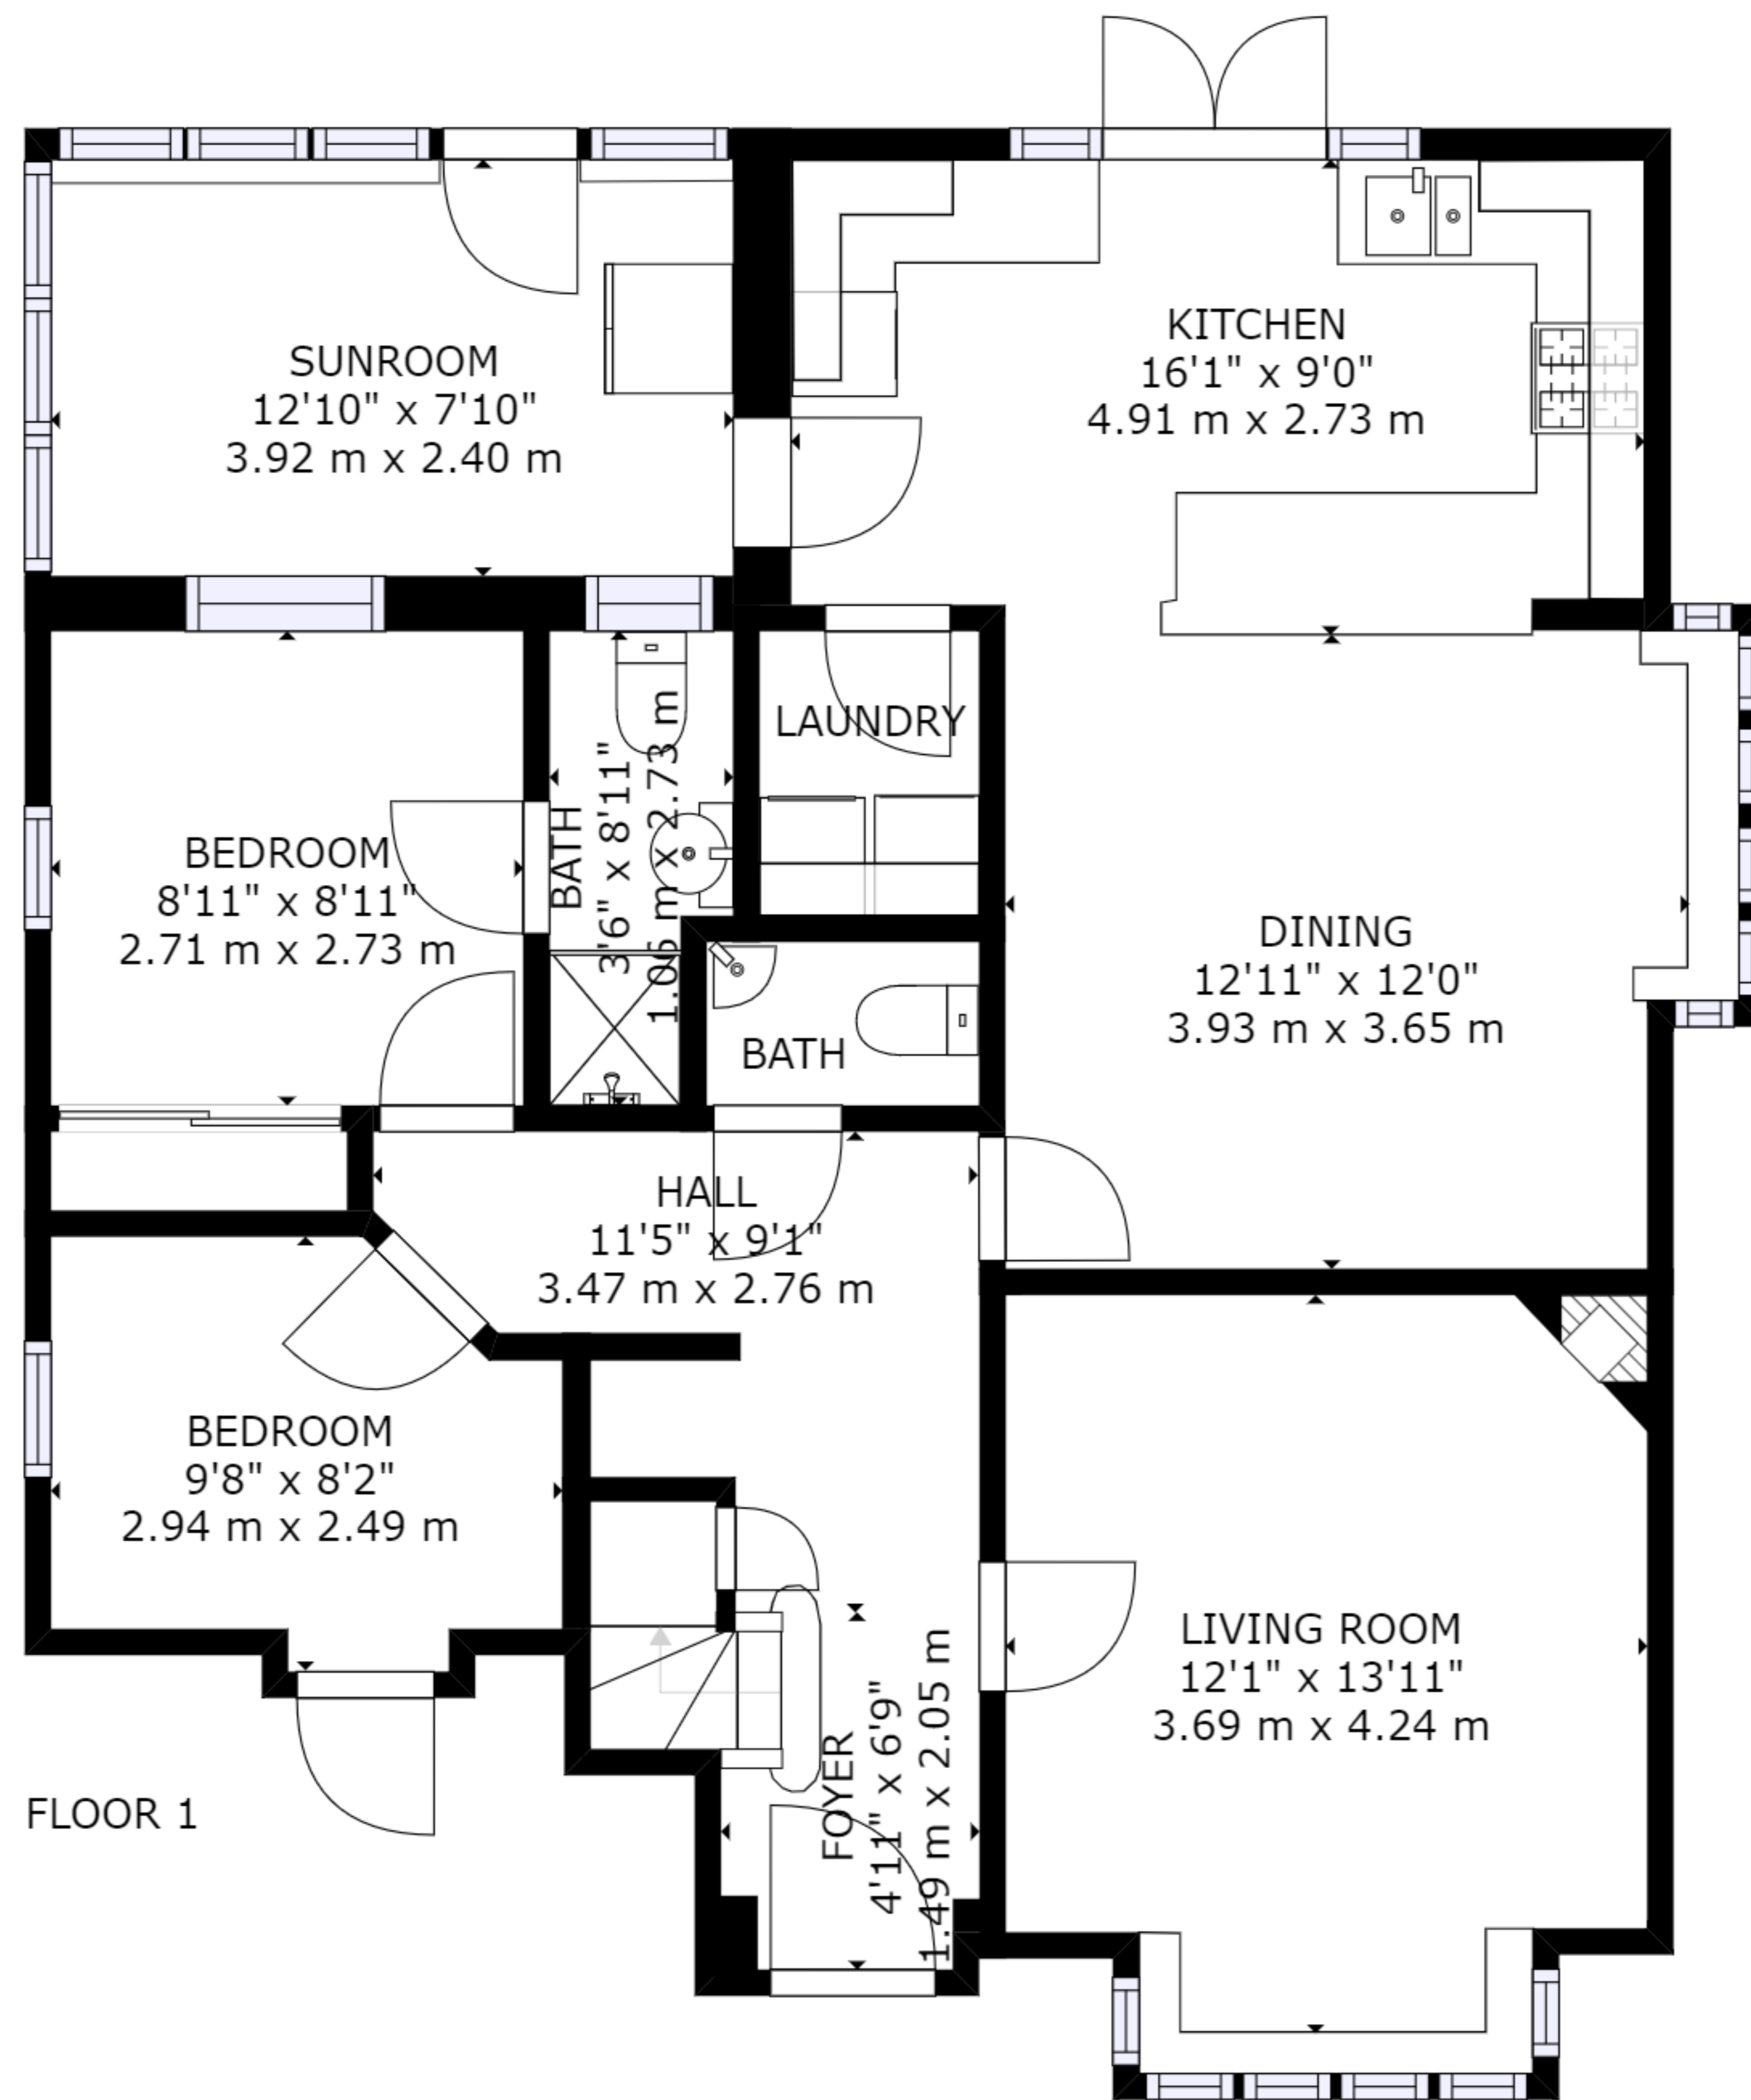 SUNROOM
12'10" x 7'10"
3.92 m x 2.40 m
KITCHEN
16'1" x 9'0"
4.91 m x 2.73 m
LAUNDRY
BEDROOM
8'11" x 8'11"
2.71 m x 2.73 m
BATH
3'6" x 8'11"
1.06 m x 2.73 m
DINING
12'11" x 12'0"
3.93 m x 3.65 m
BATH
HALL
11'5" x 9'1"
3.47 m x 2.76 m
BEDROOM
9'8" x 8'2"
2.94 m x 2.49 m
LIVING ROOM
12'1" x 13'11"
3.69 m x 4.24 m
FOYER
4'11" x 6'9"
1.49 m x 2.05 m
FLOOR 1